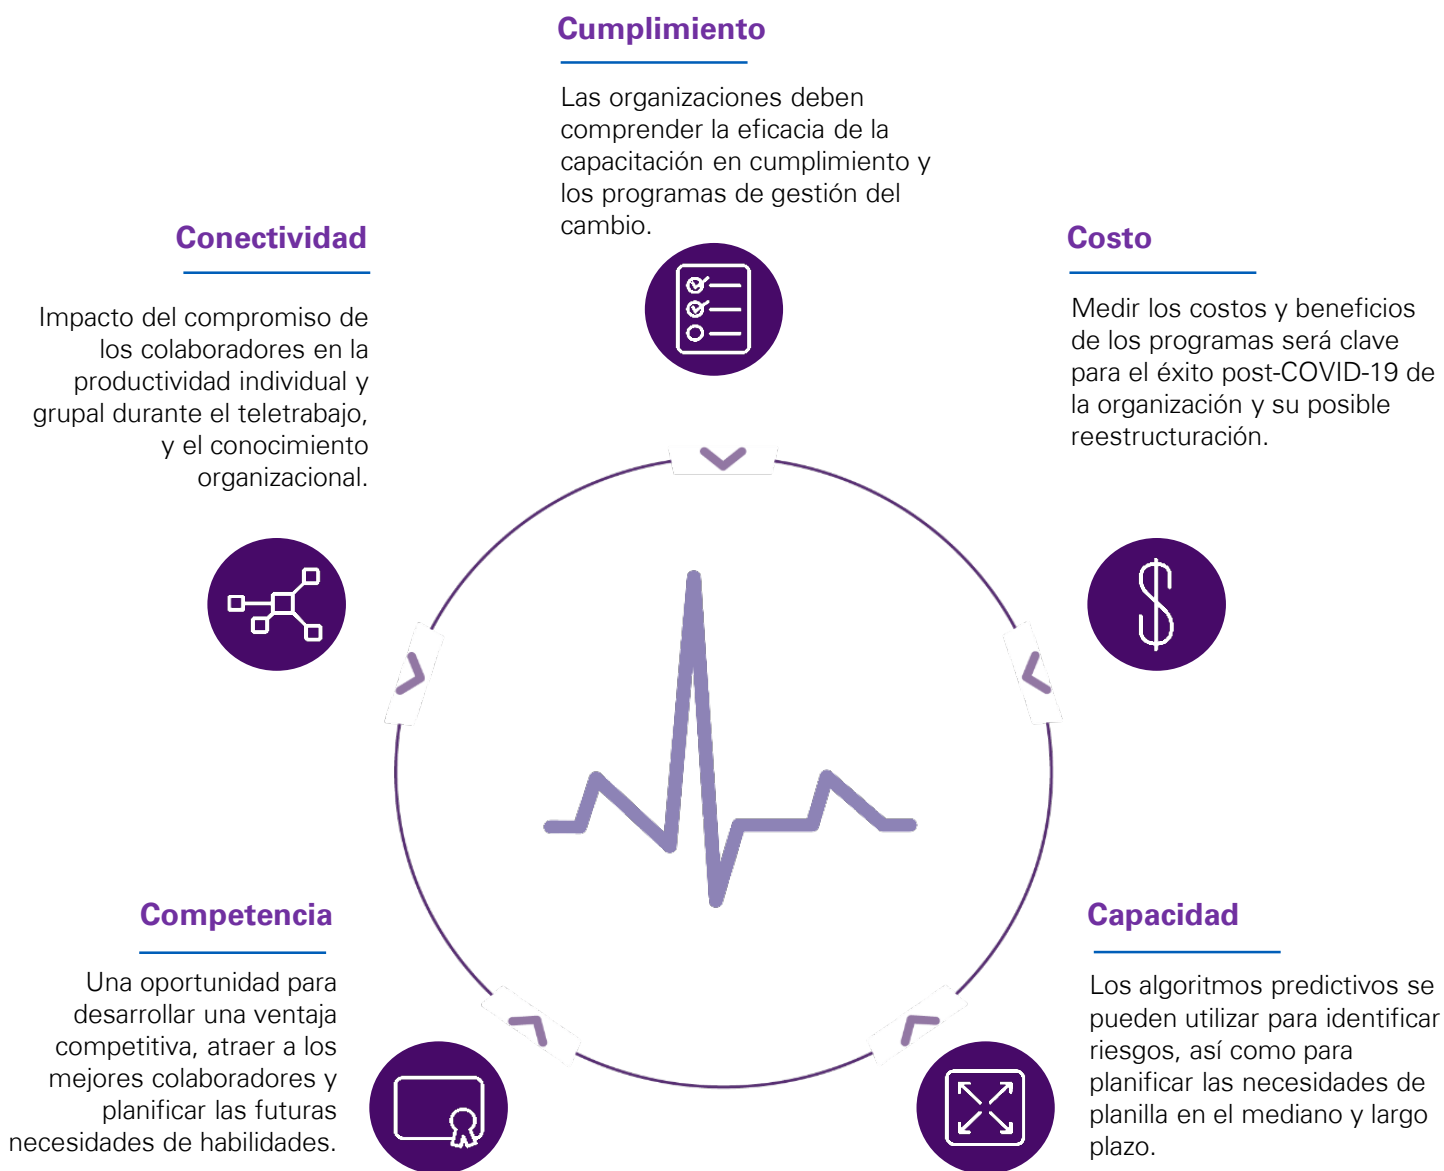 Cumplimiento
Las organizaciones deben
comprender la eficacia de la
capacitación en cumplimiento y
los programas de gestión del
cambio.
Conectividad
Impacto del compromiso de
los colaboradores en la
productividad individual y
grupal durante el teletrabajo,
y el conocimiento
organizacional.
Costo
Medir los costos y beneficios
de los programas será clave
para el éxito post-COVID-19 de
la organización y su posible
reestructuración.
Competencia
Una oportunidad para
desarrollar una ventaja
competitiva, atraer a los
mejores colaboradores y
planificar las futuras
necesidades de habilidades.
Capacidad
Los algoritmos predictivos se
pueden utilizar para identificar
riesgos, así como para
planificar las necesidades de
planilla en el mediano y largo
plazo.